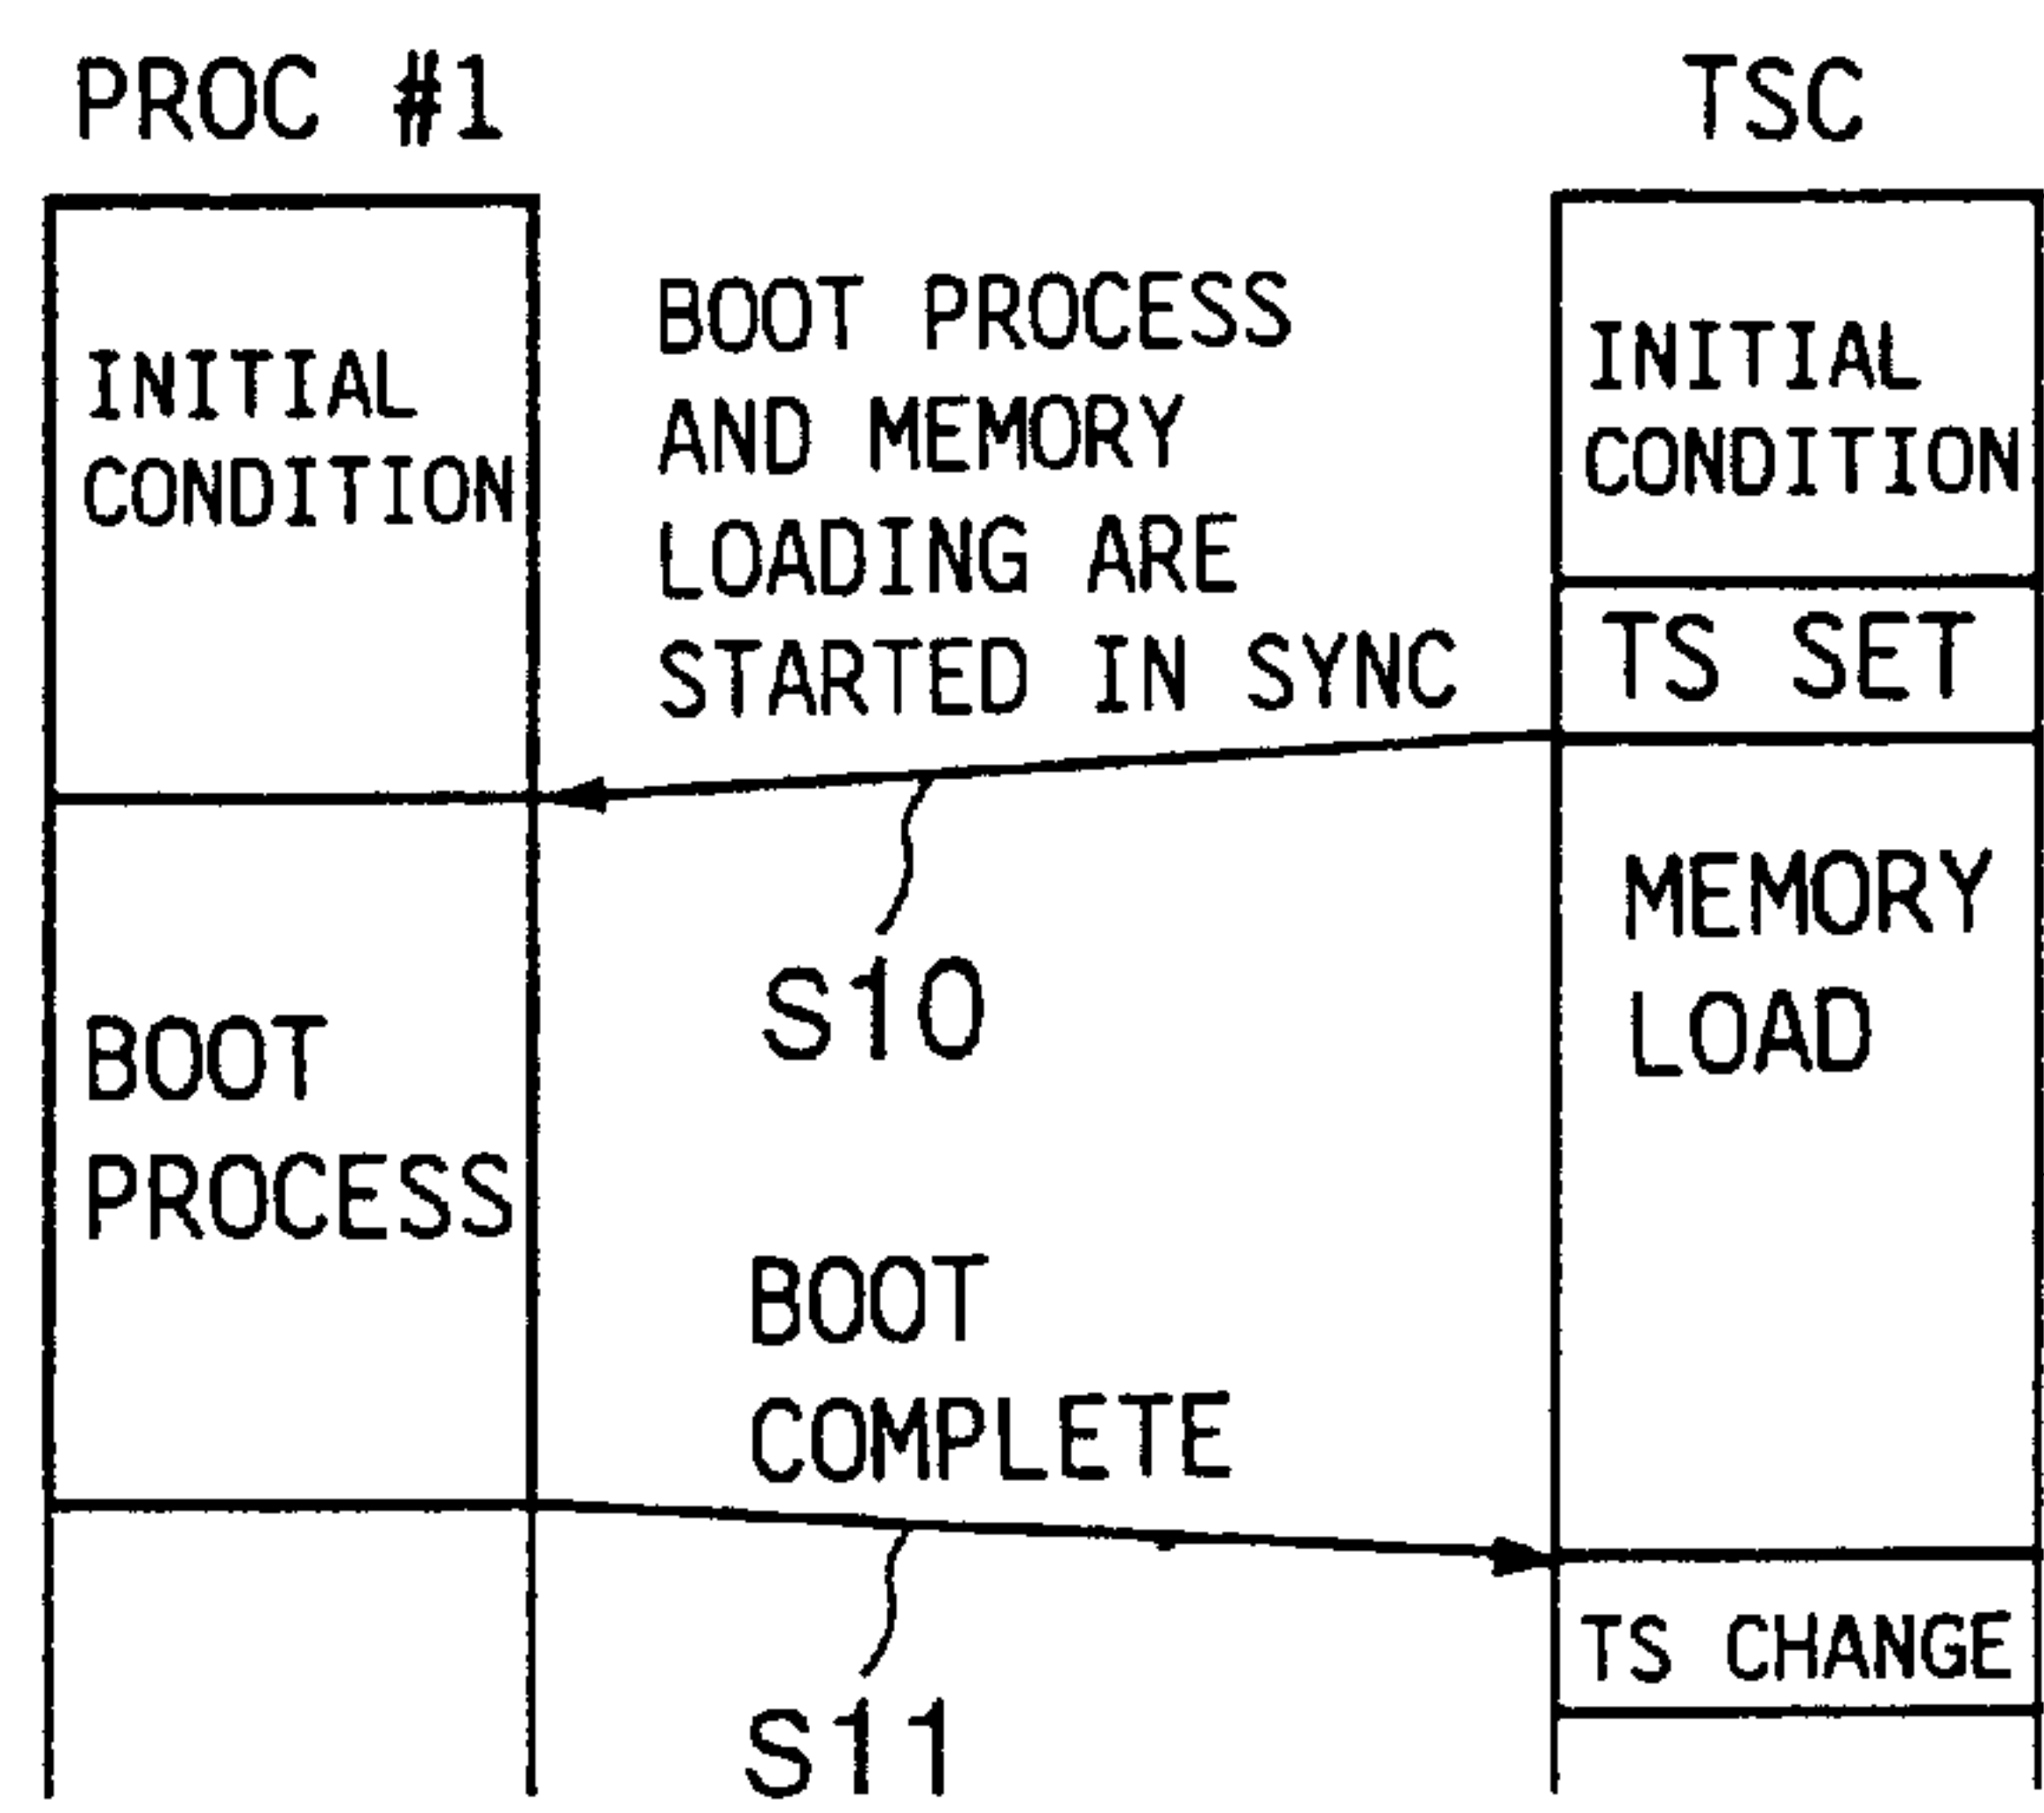 PROC #1
TSC
INITIAL
CONDITION
BOOT PROCESS
AND MEMORY
LOADING ARE
STARTED IN SYNC
INITIAL
CONDITION
TS SET
S10
MEMORY
LOAD
BOOT
PROCESS
BOOT
COMPLETE
S11
TS CHANGE